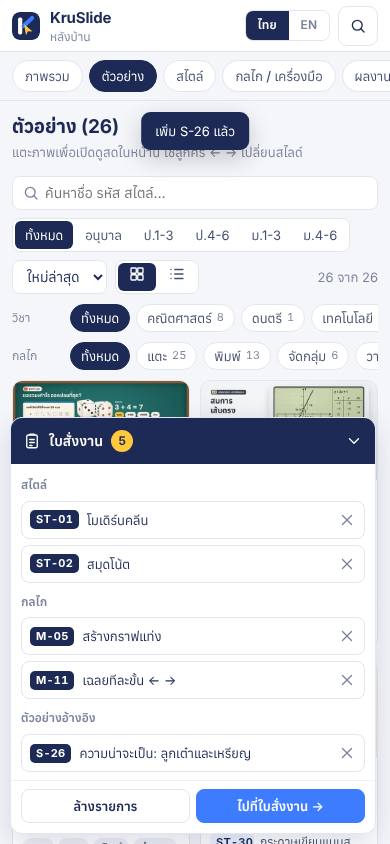 KruSlide
หลังบ้าน
ไทย
EN
ภาพรวม
ตัวอย่าง
สไตล์
กลไก / เครื่องมือ
ตัวอย่าง (26)
เพิ่ม S-26 แล้ว
แตะภาพเพื่อเปิดดูสดในหน้านี้ ใช้ลูกศร ← → เปลี่ยนสไลด์
ค้นหาชื่อ รหัส สไตล์...
ทั้งหมด
อนุบาล
ป.1-3
ป.4-6
ม.1-3
ม.4-6
ใหม่ล่าสุด
26 จาก 26
วิชา
ทั้งหมด
คณิตศาสตร์ 8
ดนตรี 1
เทคโนโลยี
กลไก
ทั้งหมด
แตะ 25
พิมพ์ 13
จัดกลุ่ม 6
3 + 4 = 7
สมการ
เส้นตรง
ใบสั่งงาน 5
สไตล์
ST-01 โมเดิร์นคลีน
ST-02 สมุดโน้ต
กลไก
M-05 สร้างกราฟแท่ง
M-11 เฉลยทีละขั้น ← →
ตัวอย่างอ้างอิง
S-26 ความน่าจะเป็น: ลูกเต๋าและเหรียญ
ล้างรายการ
ไปที่ใบสั่งงาน →
ST-30